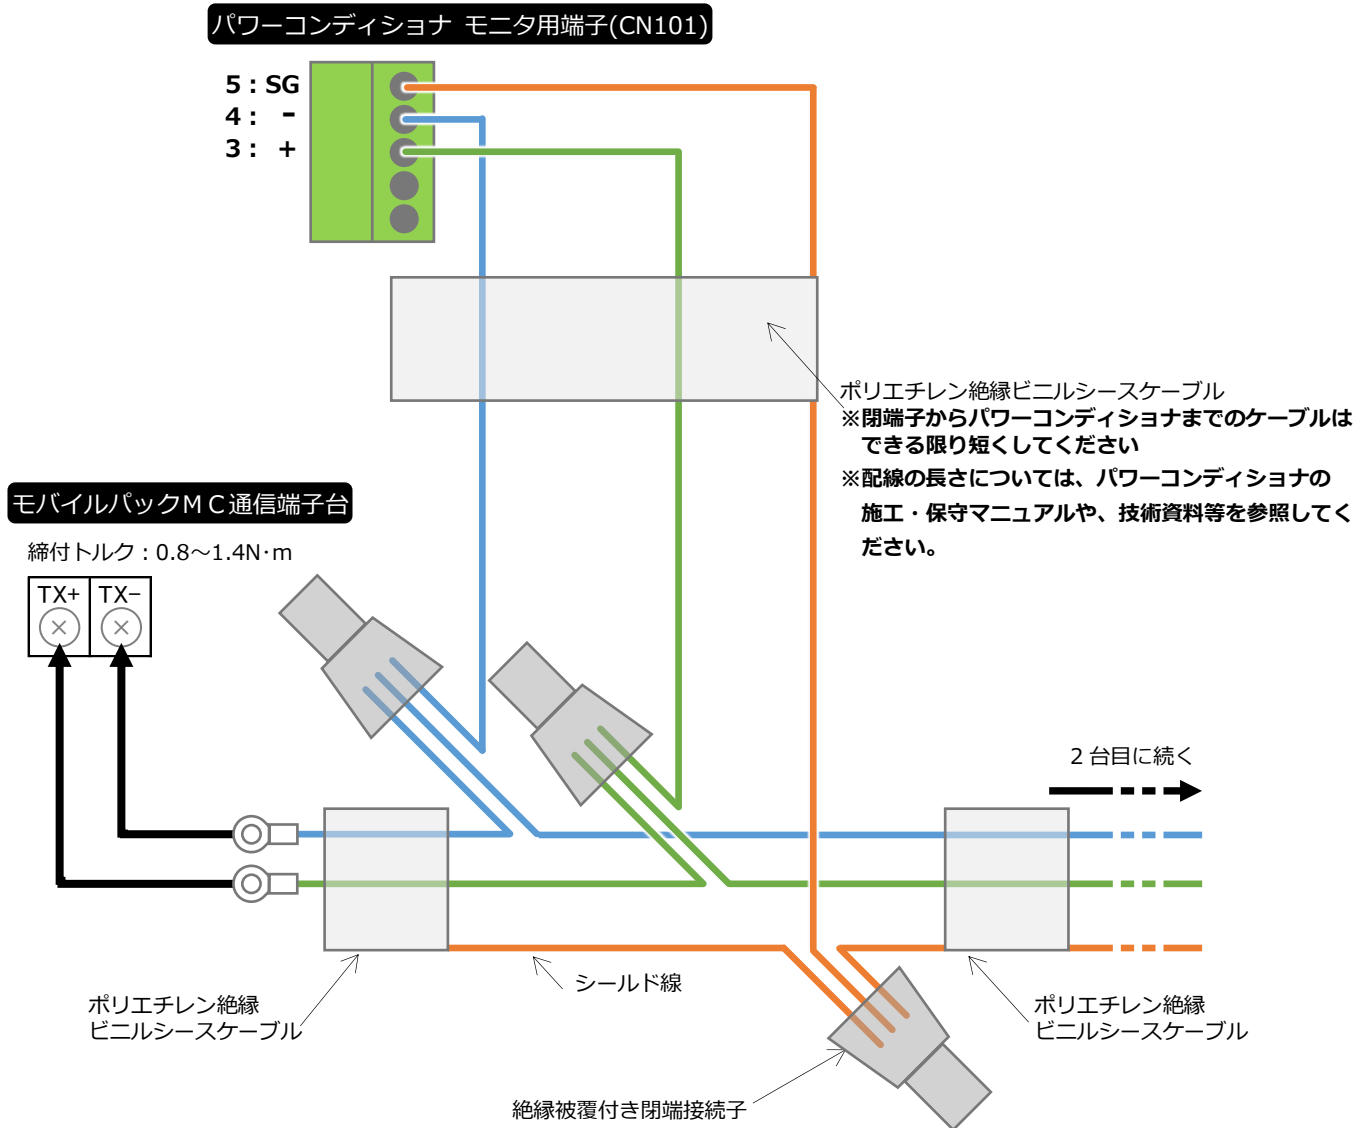 パワーコンディショナ モニタ用端子(CN101)
5：SG
4： -
3： +
ポリエチレン絶縁ビニルシースケーブル
※閉端子からパワーコンディショナまでのケーブルは
できる限り短くしてください
※配線の長さについては、パワーコンディショナの
施工・保守マニュアルや、技術資料等を参照してく
ださい。
モバイルパックＭＣ通信端子台
締付トルク：0.8～1.4N･m
TX+ TX−
2 台目に続く
シールド線
ポリエチレン絶縁
ビニルシースケーブル
ポリエチレン絶縁
ビニルシースケーブル
絶縁被覆付き閉端接続子